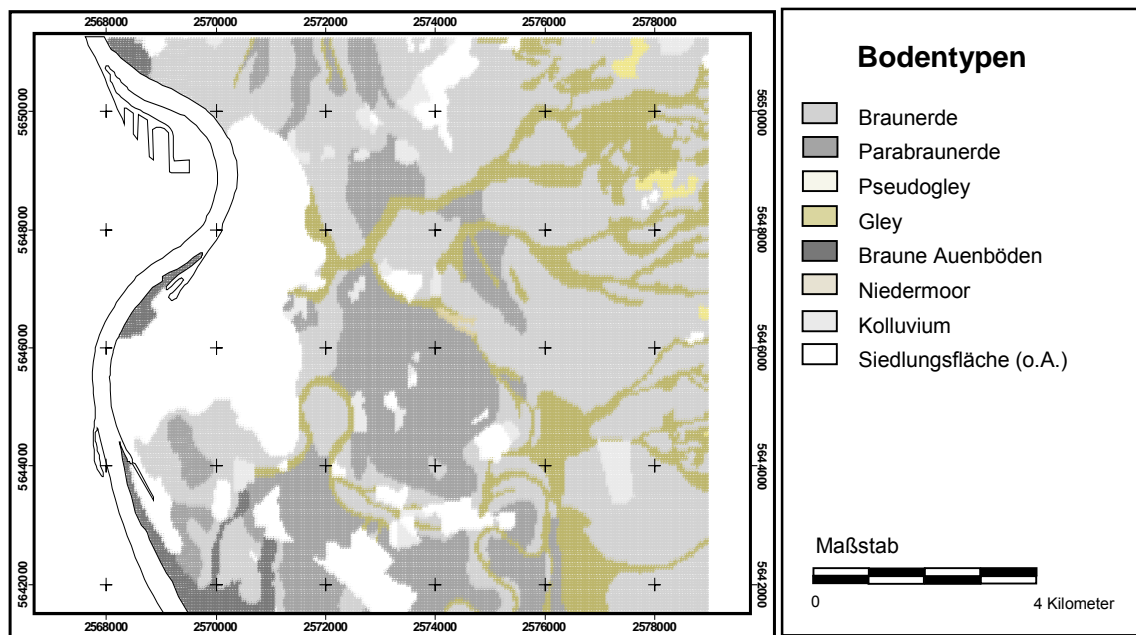 2568000 2570000 2572000 2574000 2576000 2578000
5650000 5650000
5648000 5648000
5646000 5646000
5644000 5644000
5642000 5642000
2568000 2570000 2572000 2574000 2576000 2578000
Bodentypen
Braunerde
Parabraunerde
Pseudogley
Gley
Braune Auenböden
Niedermoor
Kolluvium
Siedlungsfläche (o.A.)
Maßstab
0 4 Kilometer